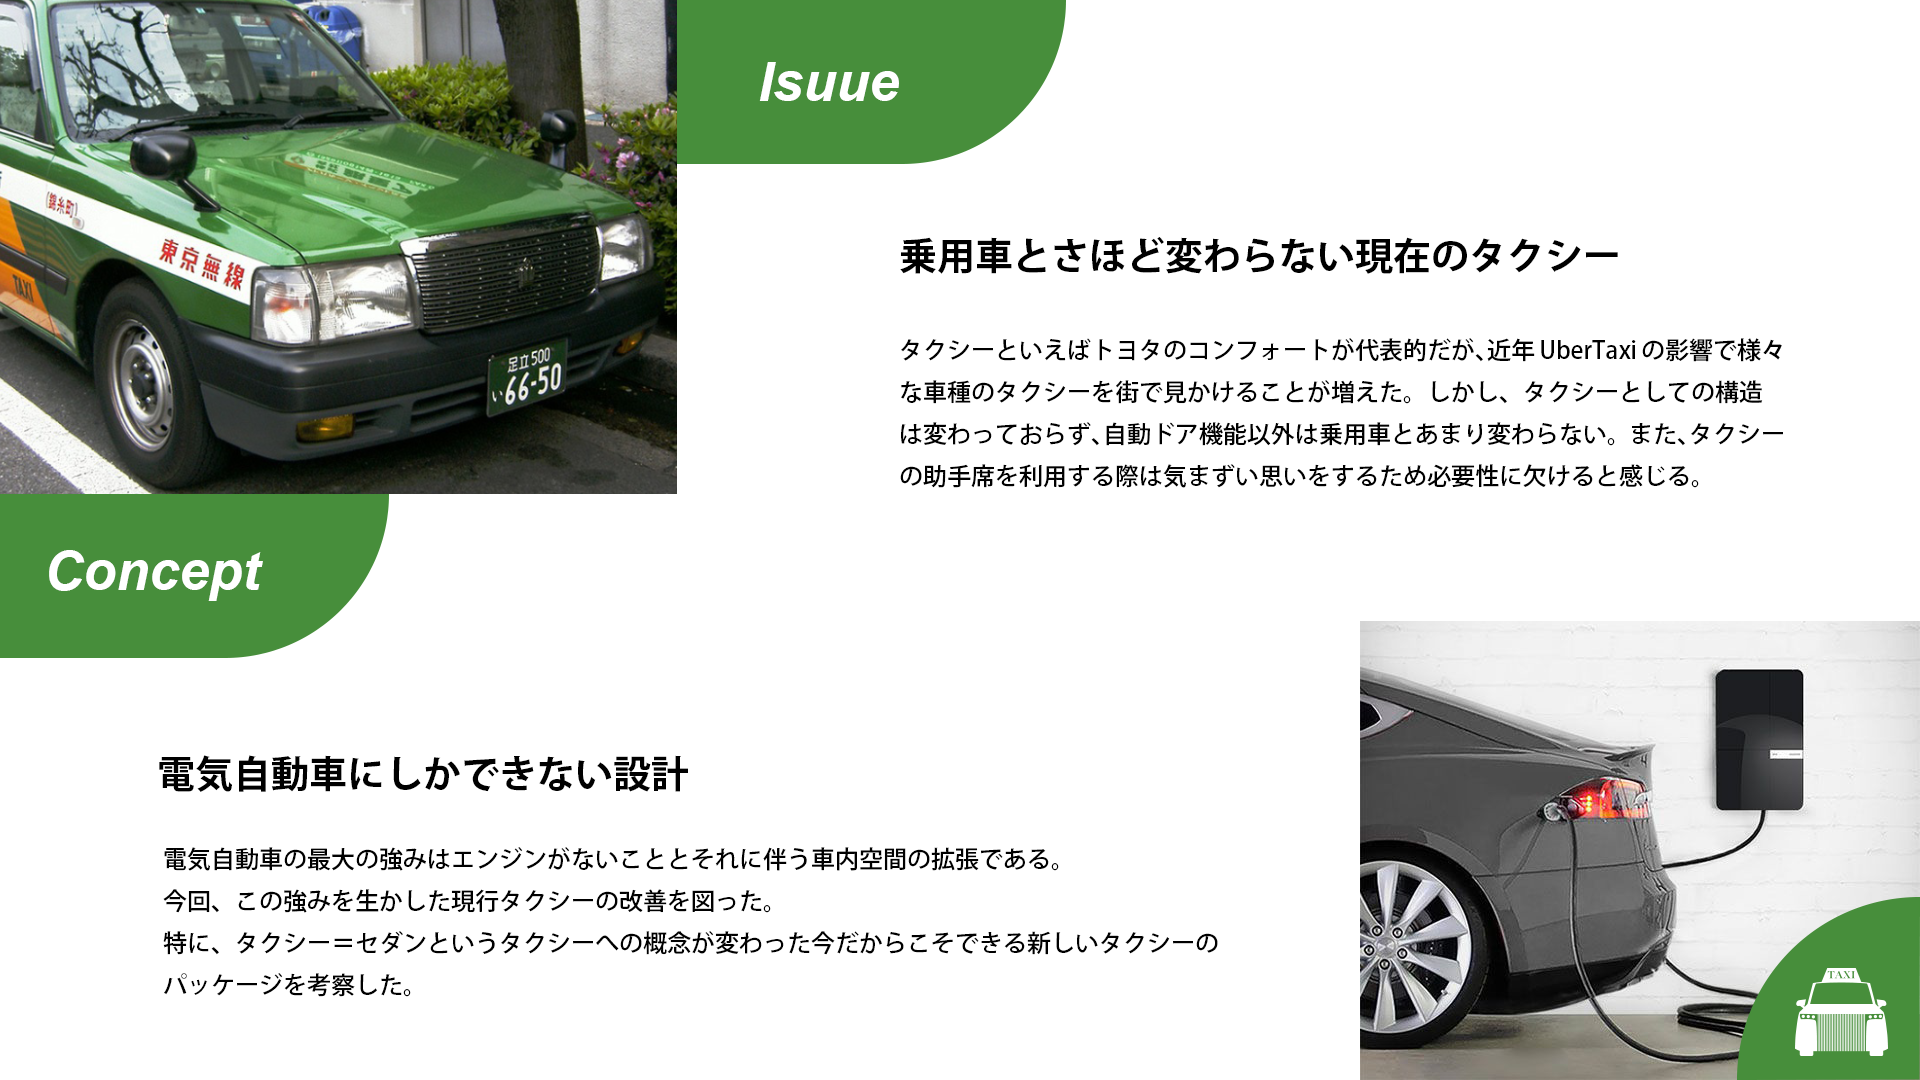 Isuue
乗用車とさほど変わらない現在のタクシー
タクシーといえばトヨタのコンフォートが代表的だが、近年 UberTaxi の影響で様々
な車種のタクシーを街で見かけることが増えた。しかし、タクシーとしての構造
は変わっておらず、自動ドア機能以外は乗用車とあまり変わらない。また、タクシー
の助手席を利用する際は気まずい思いをするため必要性に欠けると感じる。
(錦糸町)
東京無線
TAXI
足立 500
い 66-50
Concept
電気自動車にしかできない設計
電気自動車の最大の強みはエンジンがないこととそれに伴う車内空間の拡張である。
今回、この強みを生かした現行タクシーの改善を図った。
特に、タクシー＝セダンというタクシーへの概念が変わった今だからこそできる新しいタクシーの
パッケージを考察した。
TAXI